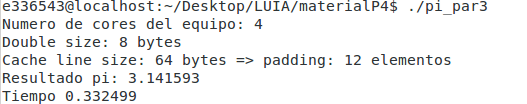 e336543@localhost:~/Desktop/LUIA/materialP4$ ./pi_par3
Numero de cores del equipo: 4
Double size: 8 bytes
Cache line size: 64 bytes => padding: 12 elementos
Resultado pi: 3.141593
Tiempo 0.332499